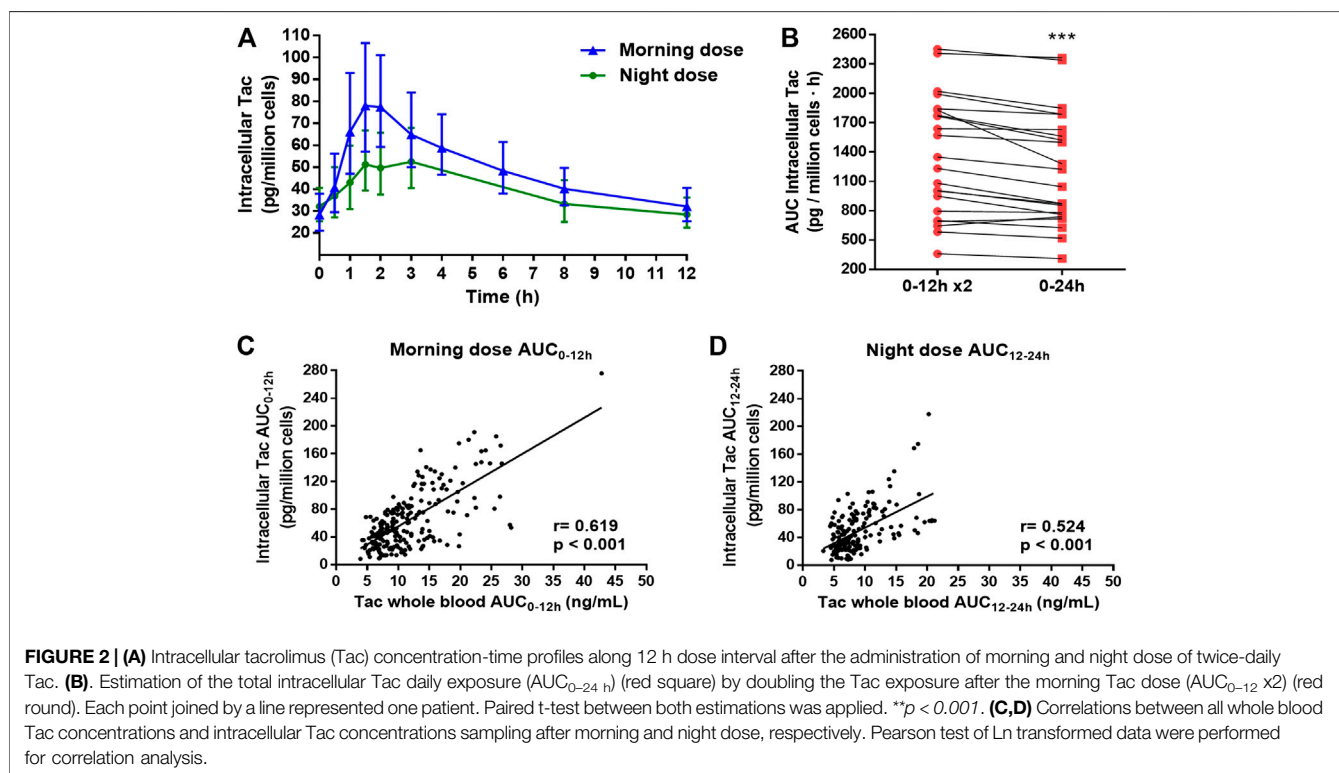 A
Intracellular Tac
(pg/million cells)
110
100
90
80
70
60
50
40
30
20
0 1 2 3 4 5 6 7 8 9 10 11 12
Time (h)
Morning dose
Night dose
B
***
AUC Intracellular Tac
(pg / million cells · h)
2600
2300
2000
1700
1400
1100
800
500
200
0-12h x2 0-24h
C
Morning dose AUC0-12h
Intracellular Tac AUC0-12h
(pg/million cells)
280
240
200
160
120
80
40
0
r= 0.619
p < 0.001
0 5 10 15 20 25 30 35 40 45 50
Tac whole blood AUC0-12h (ng/mL)
D
Night dose AUC12-24h
Intracellular Tac AUC12-24h
(pg/million cells)
280
240
200
160
120
80
40
0
r= 0.524
p < 0.001
0 5 10 15 20 25 30 35 40 45 50
Tac whole blood AUC12-24h (ng/mL)
FIGURE 2 | (A) Intracellular tacrolimus (Tac) concentration-time profiles along 12 h dose interval after the administration of morning and night dose of twice-daily
Tac. (B). Estimation of the total intracellular Tac daily exposure (AUC0–24 h) (red square) by doubling the Tac exposure after the morning Tac dose (AUC0–12 x2) (red
round). Each point joined by a line represented one patient. Paired t-test between both estimations was applied. **p < 0.001. (C,D) Correlations between all whole blood
Tac concentrations and intracellular Tac concentrations sampling after morning and night dose, respectively. Pearson test of Ln transformed data were performed
for correlation analysis.